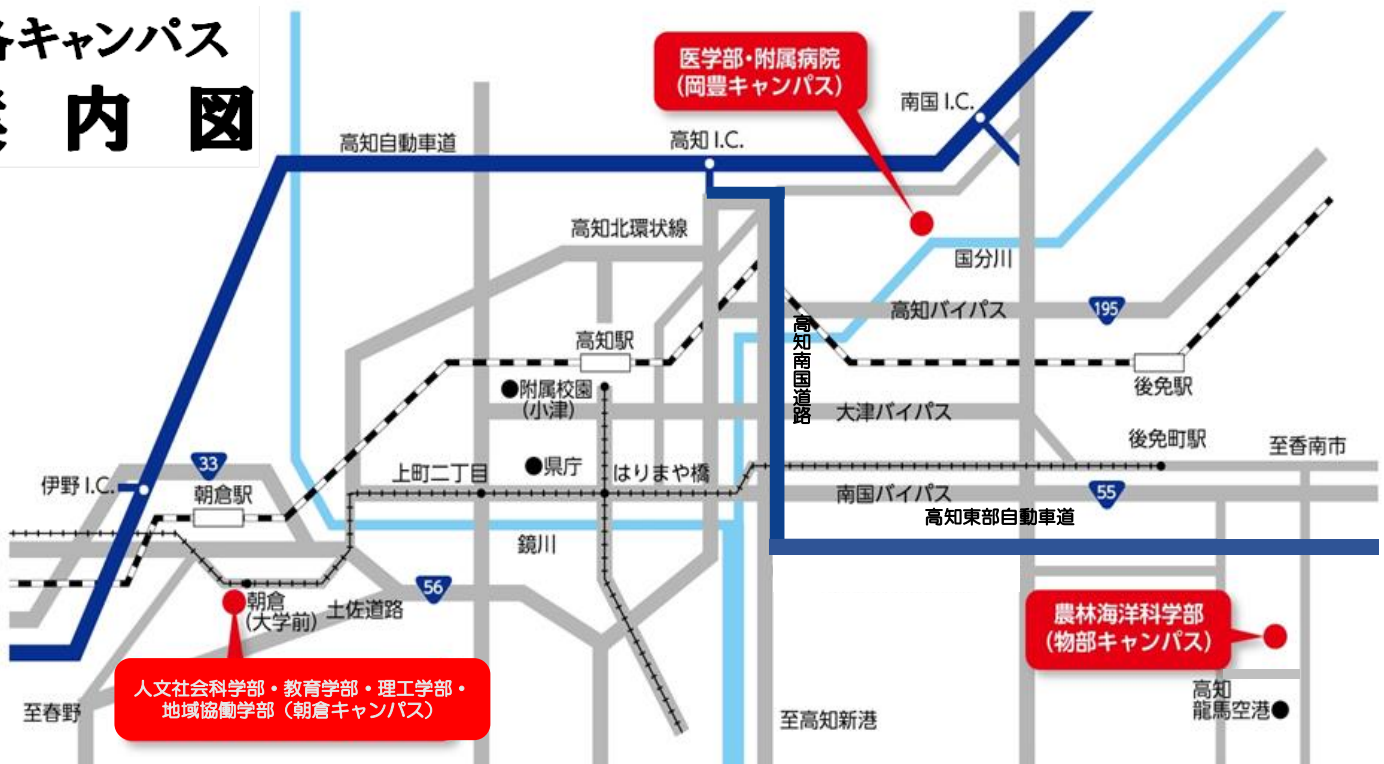 各キャンパス
案内図
医学部・附属病院
(岡豊キャンパス)
南国 I.C.
高知自動車道
高知 I.C.
高知北環状線
国分川
高知バイパス
195
高知駅
高知南国道路
後免駅
附属校園
(小津)
大津バイパス
後免町駅
至香南市
33
伊野 I.C.
朝倉駅
上町二丁目
県庁
はりまや橋
南国バイパス
55
高知東部自動車道
鏡川
56
朝倉
(大学前)
土佐道路
農林海洋科学部
(物部キャンパス)
人文社会科学部・教育学部・理工学部・
地域協働学部（朝倉キャンパス）
至春野
至高知新港
高知
龍馬空港